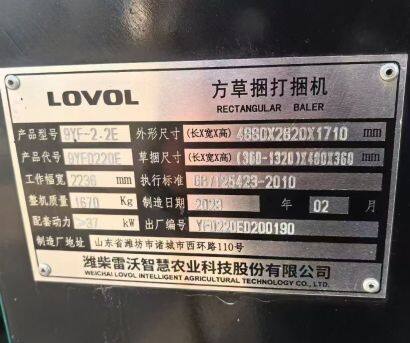 LOVOL 方草捆打捆机
RECTANGULAR BALER
产品型号 9YF-2.2E 外形尺寸 (长X宽X高) 4880X2820X1710 mm
产品代号 9YF0220E 草捆尺寸 (长X宽X高) (360-1320)X460X360 mm
工作幅宽 2236 mm 执行标准 GB/T25423-2010
整机质量 1670 Kg 制造日期 2023 年 02 月
配套动力 >37 kW 出厂编号 YF0220E0200190
制造厂地址 山东省潍坊市诸城市西环路110号
潍柴雷沃智慧农业科技股份有限公司
WEICHAI LOVOL INTELLIGENT AGRICULTURAL TECHNOLOGY CO., LTD.